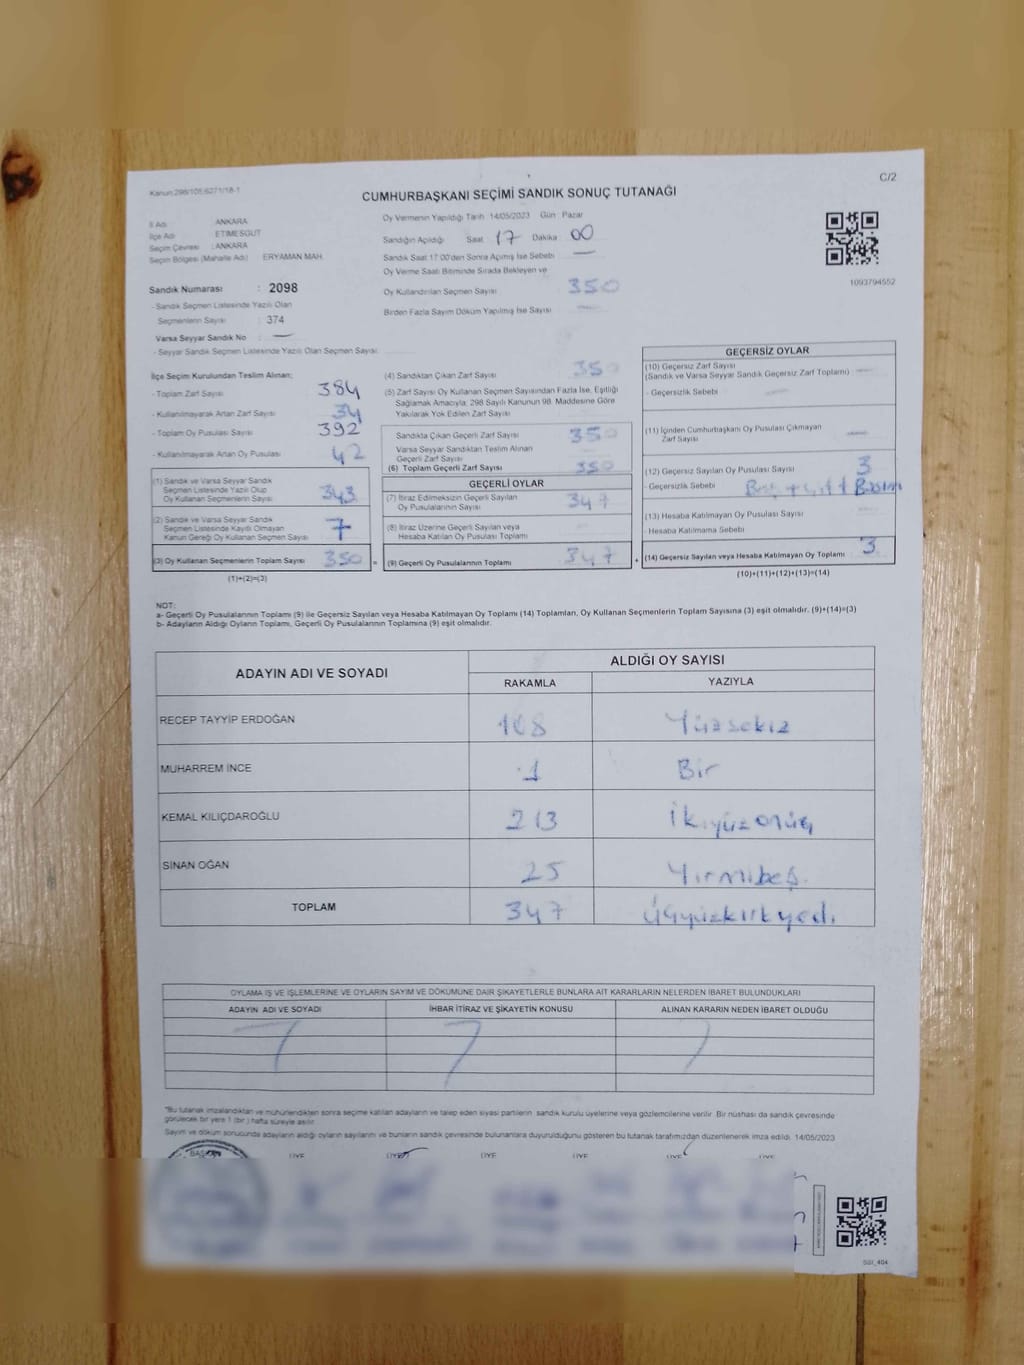 Kanun:298/105;6271/18-1
C/2
CUMHURBAŞKANI SEÇİMİ SANDIK SONUÇ TUTANAĞI
İl Adı : ANKARA
İlçe Adı : ETİMESGUT
Seçim Çevresi : ANKARA
Seçim Bölgesi (Mahalle Adı) ERYAMAN MAH.
Sandık Numarası : 2098
- Sandık Seçmen Listesinde Yazılı Olan
Seçmenlerin Sayısı : 374
Varsa Seyyar Sandık No : —
- Seyyar Sandık Seçmen Listesinde Yazılı Olan Seçmen Sayısı:
Oy Vermenin Yapıldığı Tarih 14/05/2023 Gün : Pazar
Sandığın Açıldığı Saat 17 Dakika 00
Sandık Saat 17:00'den Sonra Açılmış İse Sebebi —
Oy Verme Saati Bitiminde Sırada Bekleyen ve
Oy Kullandırılan Seçmen Sayısı 350
Birden Fazla Sayım Döküm Yapılmış İse Sayısı —
1093794552
İlçe Seçim Kurulundan Teslim Alınan;
- Toplam Zarf Sayısı 384
- Kullanılmayarak Artan Zarf Sayısı 34
- Toplam Oy Pusulası Sayısı 392
- Kullanılmayarak Artan Oy Pusulası 42
(1) Sandık ve Varsa Seyyar Sandık
Seçmen Listesinde Yazılı Olup
Oy Kullanan Seçmenlerin Sayısı 343
(2) Sandık ve Varsa Seyyar Sandık
Seçmen Listesinde Kayıtlı Olmayan
Kanun Gereği Oy Kullanan Seçmen Sayısı 7
(3) Oy Kullanan Seçmenlerin Toplam Sayısı 350 =
(1)+(2)=(3)
(4) Sandıktan Çıkan Zarf Sayısı 350
(5) Zarf Sayısı Oy Kullanan Seçmen Sayısından Fazla İse, Eşitliği
Sağlamak Amacıyla; 298 Sayılı Kanunun 98. Maddesine Göre
Yakılarak Yok Edilen Zarf Sayısı
Sandıkta Çıkan Geçerli Zarf Sayısı 350
Varsa Seyyar Sandıktan Teslim Alınan
Geçerli Zarf Sayısı
(6) Toplam Geçerli Zarf Sayısı 350
GEÇERLİ OYLAR
(7) İtiraz Edilmeksizin Geçerli Sayılan
Oy Pusulasının Sayısı 347
(8) İtiraz Üzerine Geçerli Sayılan veya
Hesaba Katılan Oy Pusulası Toplamı
(9) Geçerli Oy Pusulalarının Toplamı 347 +
GEÇERSİZ OYLAR
(10) Geçersiz Zarf Sayısı
(Sandık ve Varsa Seyyar Sandık Geçersiz Zarf Toplamı) —
- Geçersizlik Sebebi —
(11) İçinden Cumhurbaşkanı Oy Pusulası Çıkmayan
Zarf Sayısı —
(12) Geçersiz Sayılan Oy Pusulası Sayısı 3
- Geçersizlik Sebebi
(13) Hesaba Katılmayan Oy Pusulası Sayısı —
- Hesaba Katılmama Sebebi
(14) Geçersiz Sayılan veya Hesaba Katılmayan Oy Toplamı 3
(10)+(11)+(12)+(13)=(14)
NOT:
a- Geçerli Oy Pusulalarının Toplamı (9) ile Geçersiz Sayılan veya Hesaba Katılmayan Oy Toplamı (14) Toplamları, Oy Kullanan Seçmenlerin Toplam Sayısına (3) eşit olmalıdır. (9)+(14)=(3)
b- Adayların Aldığı Oyların Toplamı, Geçerli Oy Pusulalarının Toplamına (9) eşit olmalıdır.
ADAYIN ADI VE SOYADI ALDIĞI OY SAYISI
RAKAMLA YAZIYLA
RECEP TAYYİP ERDOĞAN 108 Yüzsekiz
MUHARREM İNCE 1 Bir
KEMAL KILIÇDAROĞLU 213 İkiyüzonüç
SİNAN OĞAN 25 Yirmibeş.
TOPLAM 347 Üçyüzkırkyedi
OYLAMA İŞ VE İŞLEMLERİNE VE OYLARIN SAYIM VE DÖKÜMÜNE DAİR ŞİKAYETLERLE BUNLARA AİT KARARLARIN NELERDEN İBARET BULUNDUKLARI
ADAYIN ADI VE SOYADI İHBAR İTİRAZ VE ŞİKAYETİN KONUSU ALINAN KARARIN NEDEN İBARET OLDUĞU
"Bu tutanak imzalandıktan ve mühürlendikten sonra seçime katılan adayların ve talep eden siyasi partilerin sandık kurulu üyelerine veya gözlemcilerine verilir. Bir nüshası da sandık çevresinde
görülecek bir yere 1 (bir) hafta süreyle asılır.
Sayım ve döküm sonucunda adayların aldığı oyların sayılarını ve bunların sandık çevresinde bulunanlara duyurulduğunu gösteren bu tutanak tarafımızdan düzenlenerek imza edildi. 14/05/2023
BAŞKAN ÜYE ÜYE ÜYE ÜYE ÜYE ÜYE